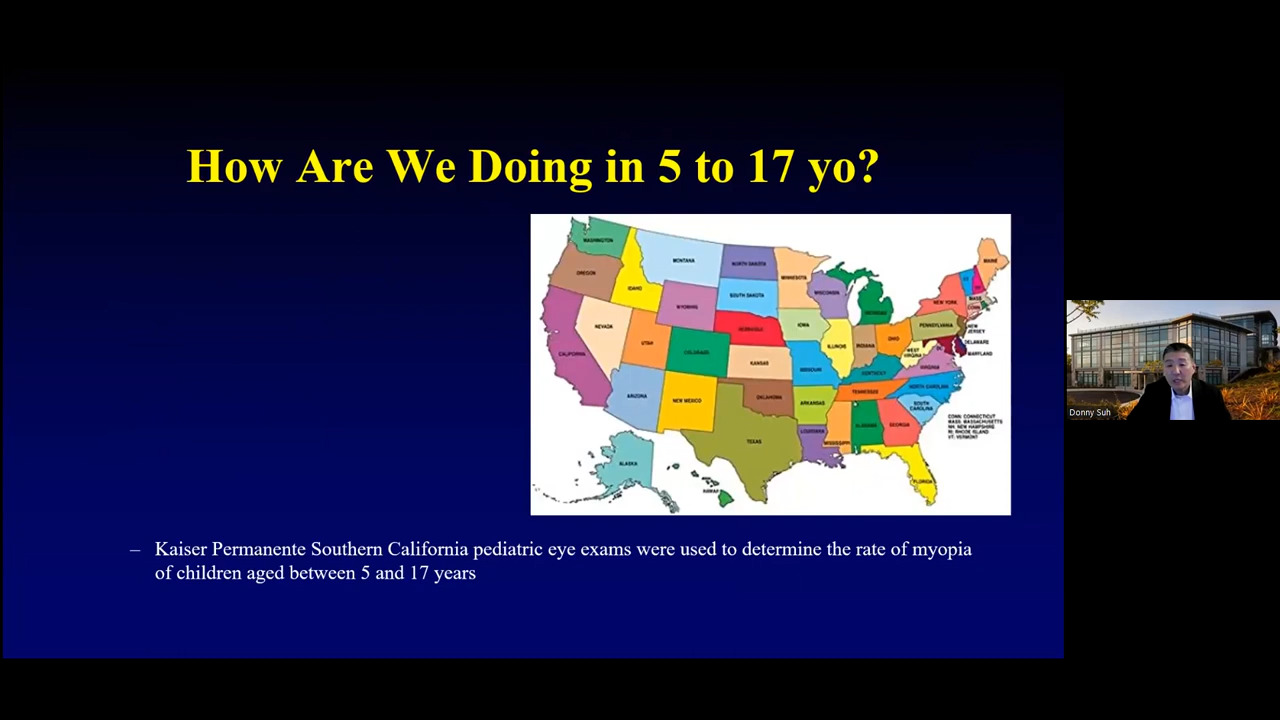 How Are We Doing in 5 to 17 yo?
WASHINGTON
OREGON
IDAHO
MONTANA
NORTH DAKOTA
SOUTH DAKOTA
WYOMING
NEVADA
UTAH
COLORADO
CALIFORNIA
ARIZONA
NEW MEXICO
NEBRASKA
KANSAS
OKLAHOMA
TEXAS
MINNESOTA
IOWA
MISSOURI
ARKANSAS
LOUISIANA
WISCONSIN
ILLINOIS
MICHIGAN
INDIANA
OHIO
KENTUCKY
TENNESSEE
MISSISSIPPI
ALABAMA
GEORGIA
FLORIDA
SOUTH
CAROLINA
NORTH CAROLINA
VIRGINIA
WEST
VIRGINIA
PENNSYLVANIA
NEW YORK
MAINE
MASS
CONN
NEW
JERSEY
DELAWARE
MARYLAND
ALASKA
HAWAII
CONN: CONNECTICUT
MASS: MASSACHUSETTS
NH: NEW HAMPSHIRE
RI: RHODE ISLAND
VT: VERMONT
– Kaiser Permanente Southern California pediatric eye exams were used to determine the rate of myopia
of children aged between 5 and 17 years
Donny Suh